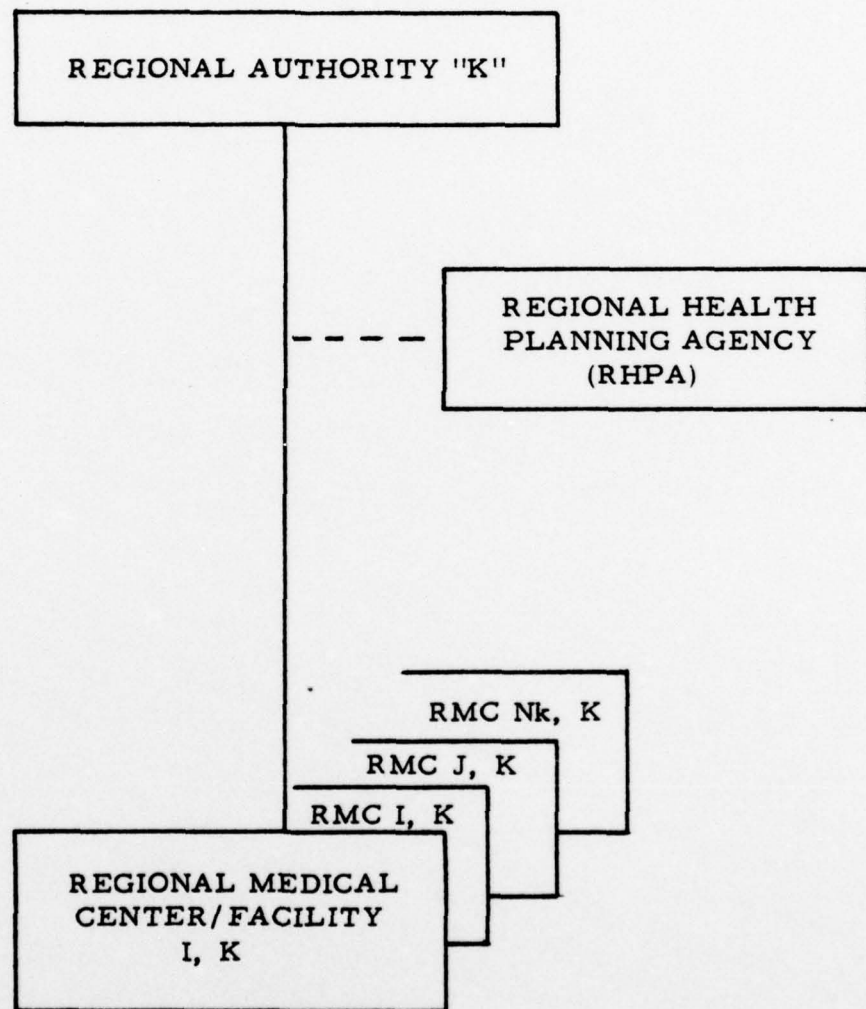 REGIONAL AUTHORITY "K"
REGIONAL HEALTH
PLANNING AGENCY
(RHPA)
RMC Nk, K
RMC J, K
RMC I, K
REGIONAL MEDICAL
CENTER/FACILITY
I, K